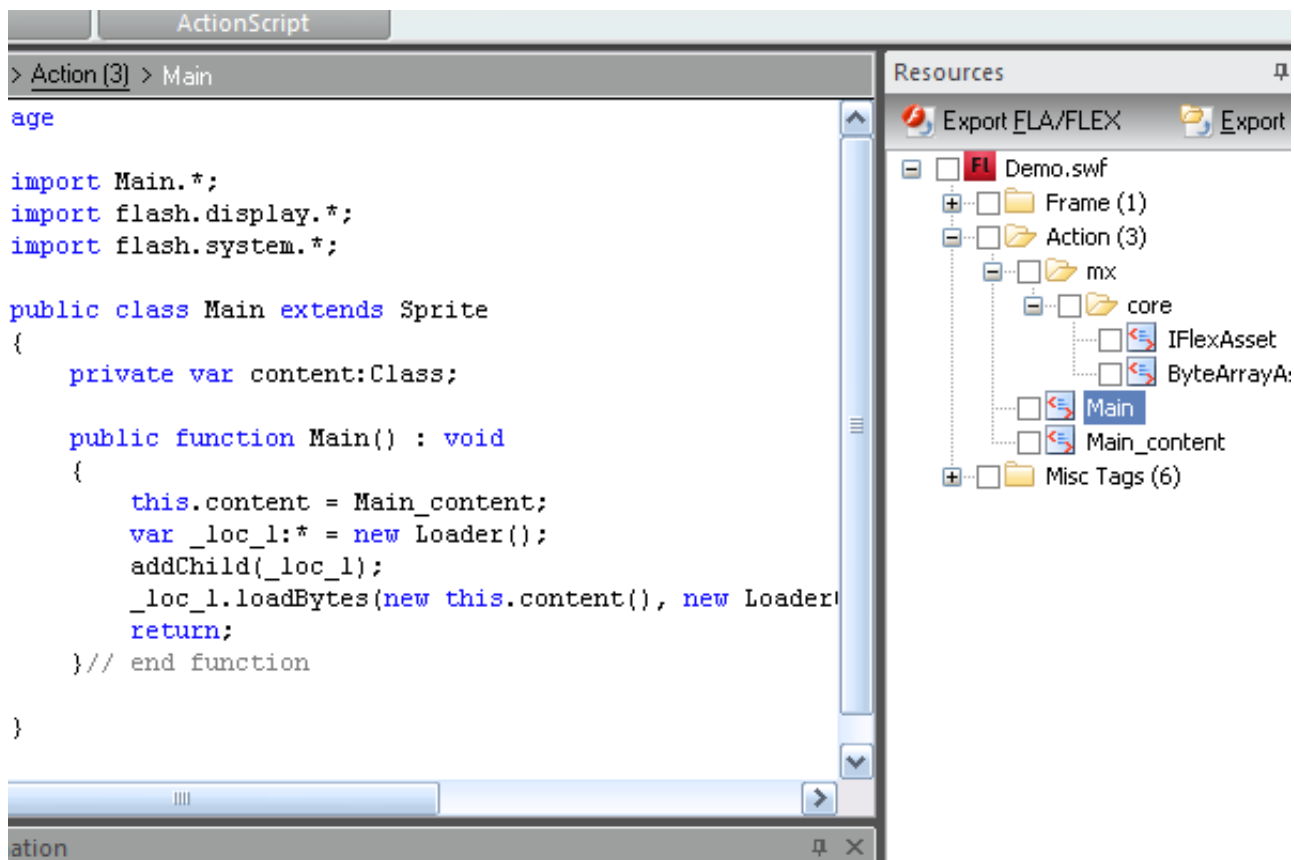 ActionScript
> Action (3) > Main
age
import Main.*;
import flash.display.*;
import flash.system.*;
public class Main extends Sprite
{
private var content:Class;
public function Main() : void
{
this.content = Main_content;
var _loc_1:* = new Loader();
addChild(_loc_1);
_loc_1.loadBytes(new this.content(), new Loader
return;
}// end function
}
ation
Resources
Export FLA/FLEX
Export
Demo.swf
Frame (1)
Action (3)
mx
core
IFlexAsset
ByteArrayAs
Main
Main_content
Misc Tags (6)